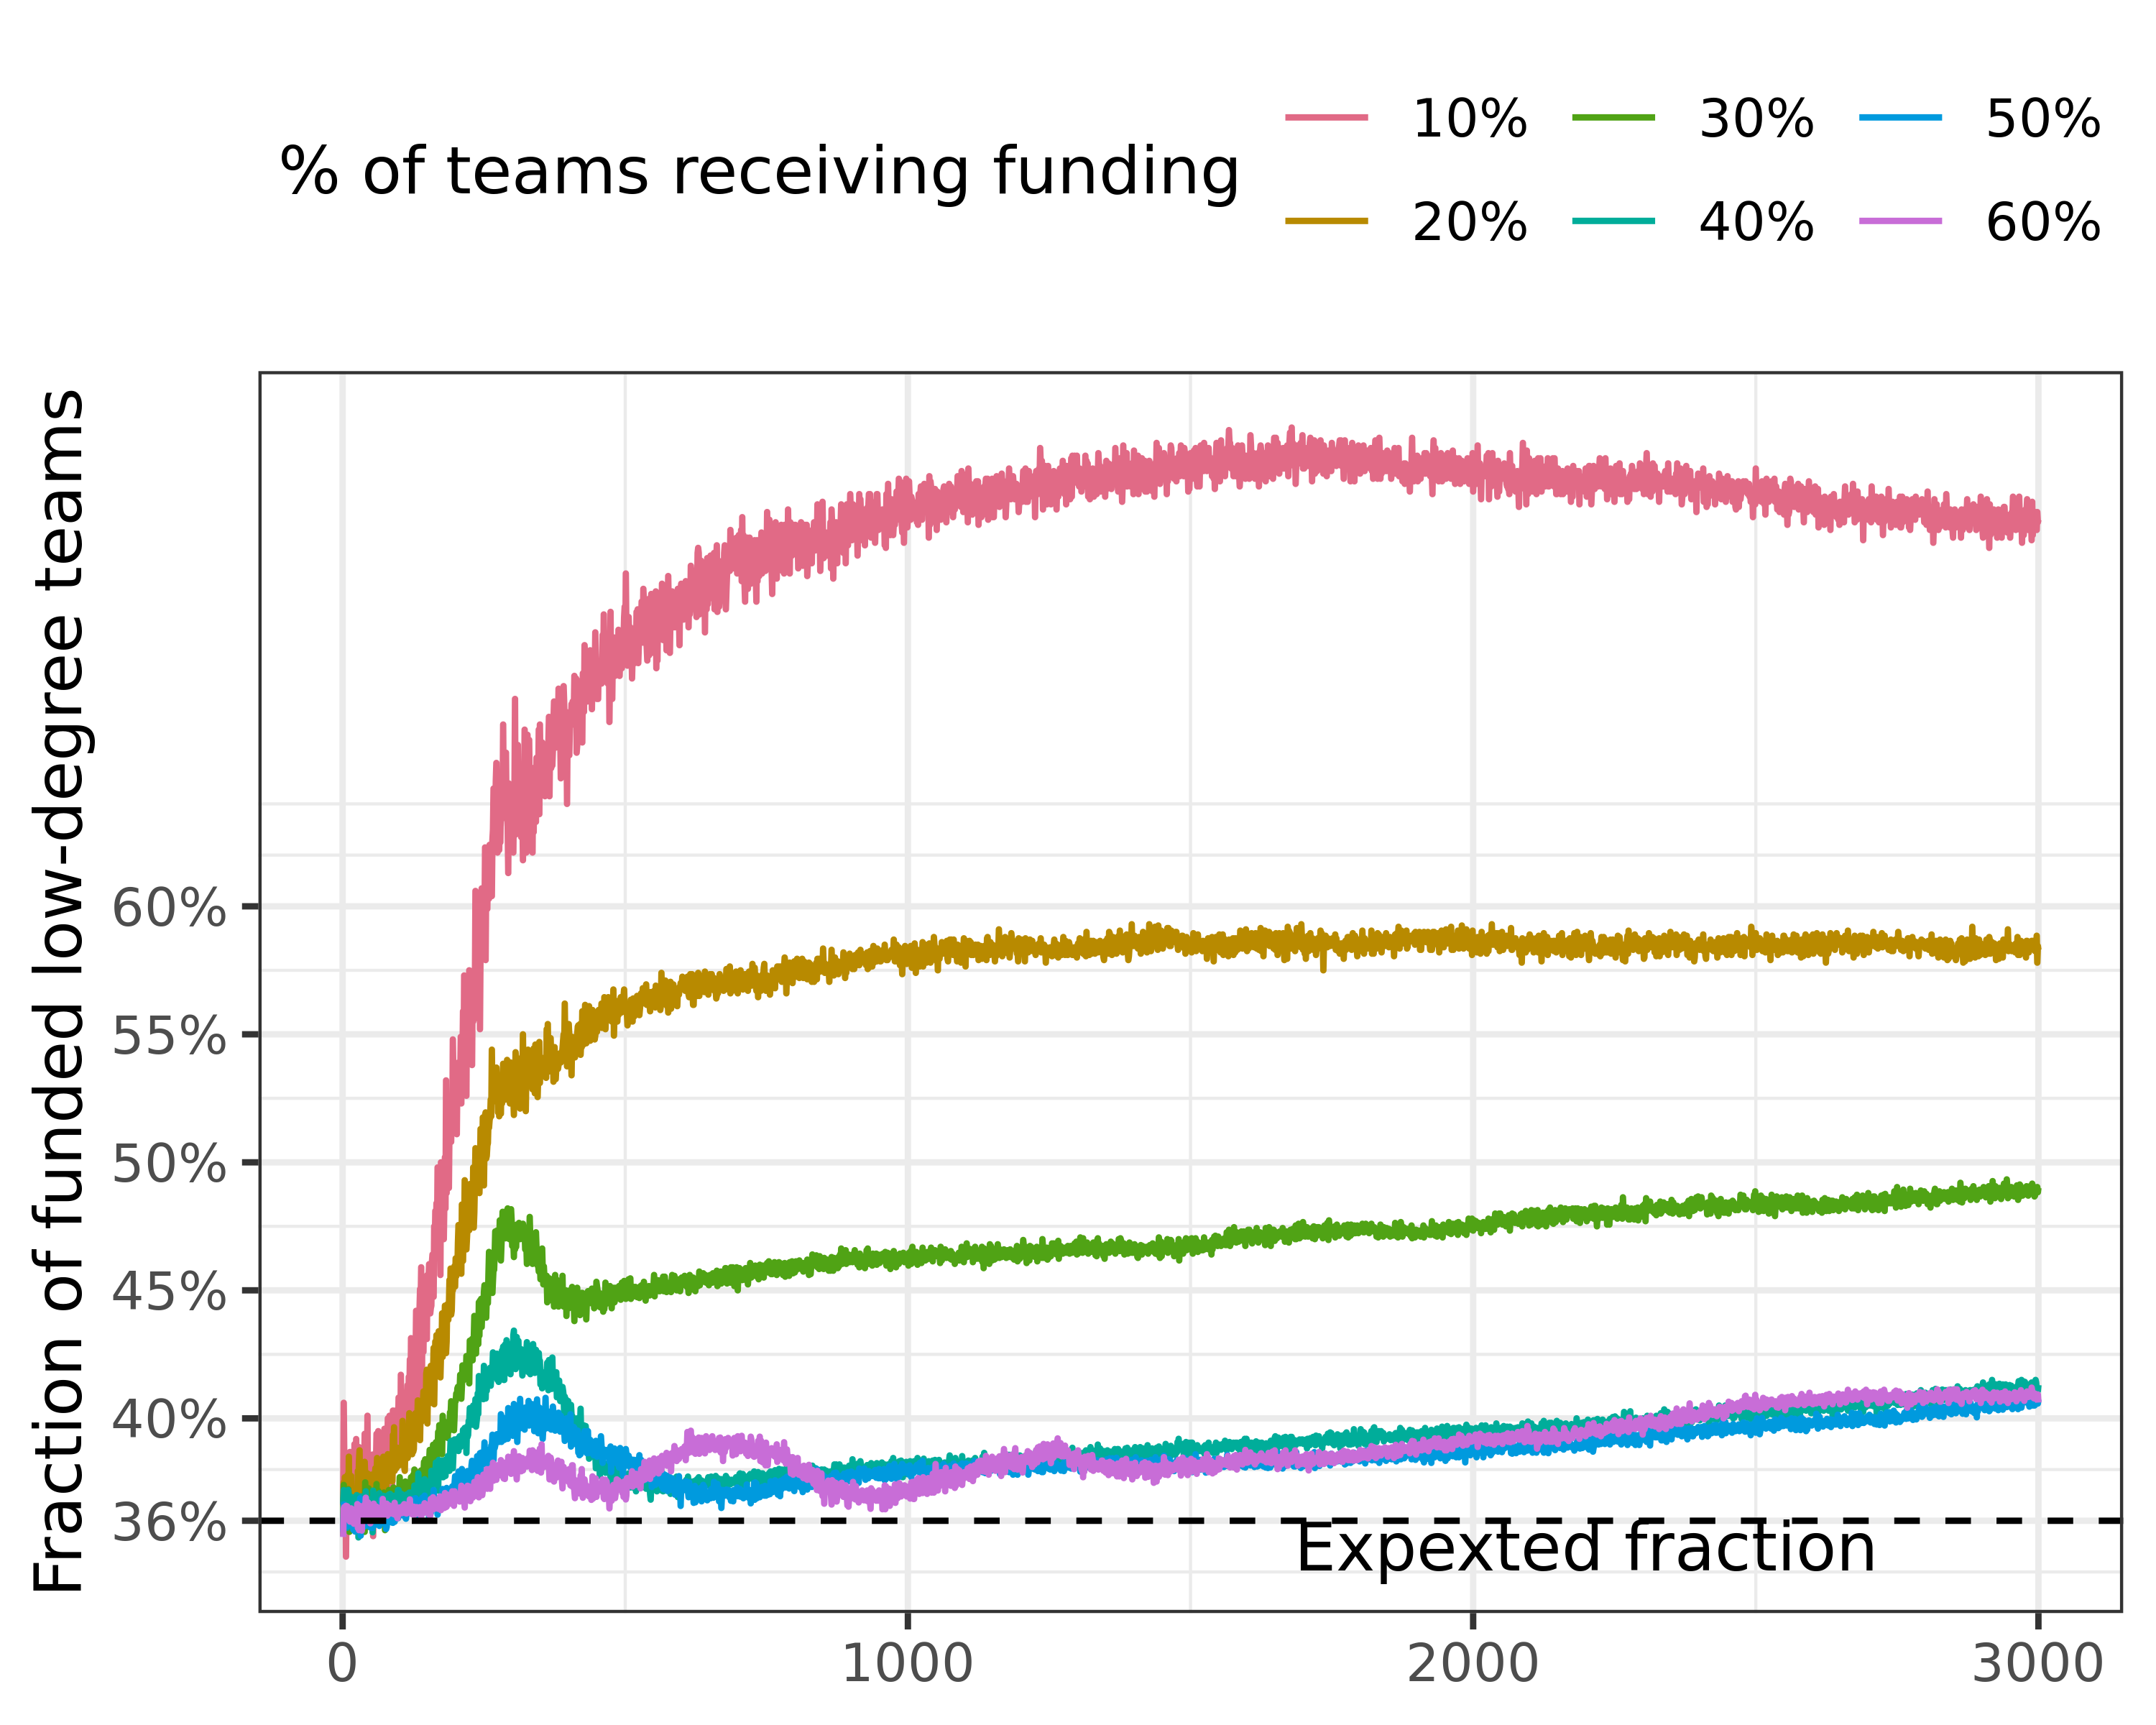 % of teams receiving funding
10% 30% 50%
20% 40% 60%
Fraction of funded low-degree teams
60%
55%
50%
45%
40%
36%
Expexted fraction
0 1000 2000 3000